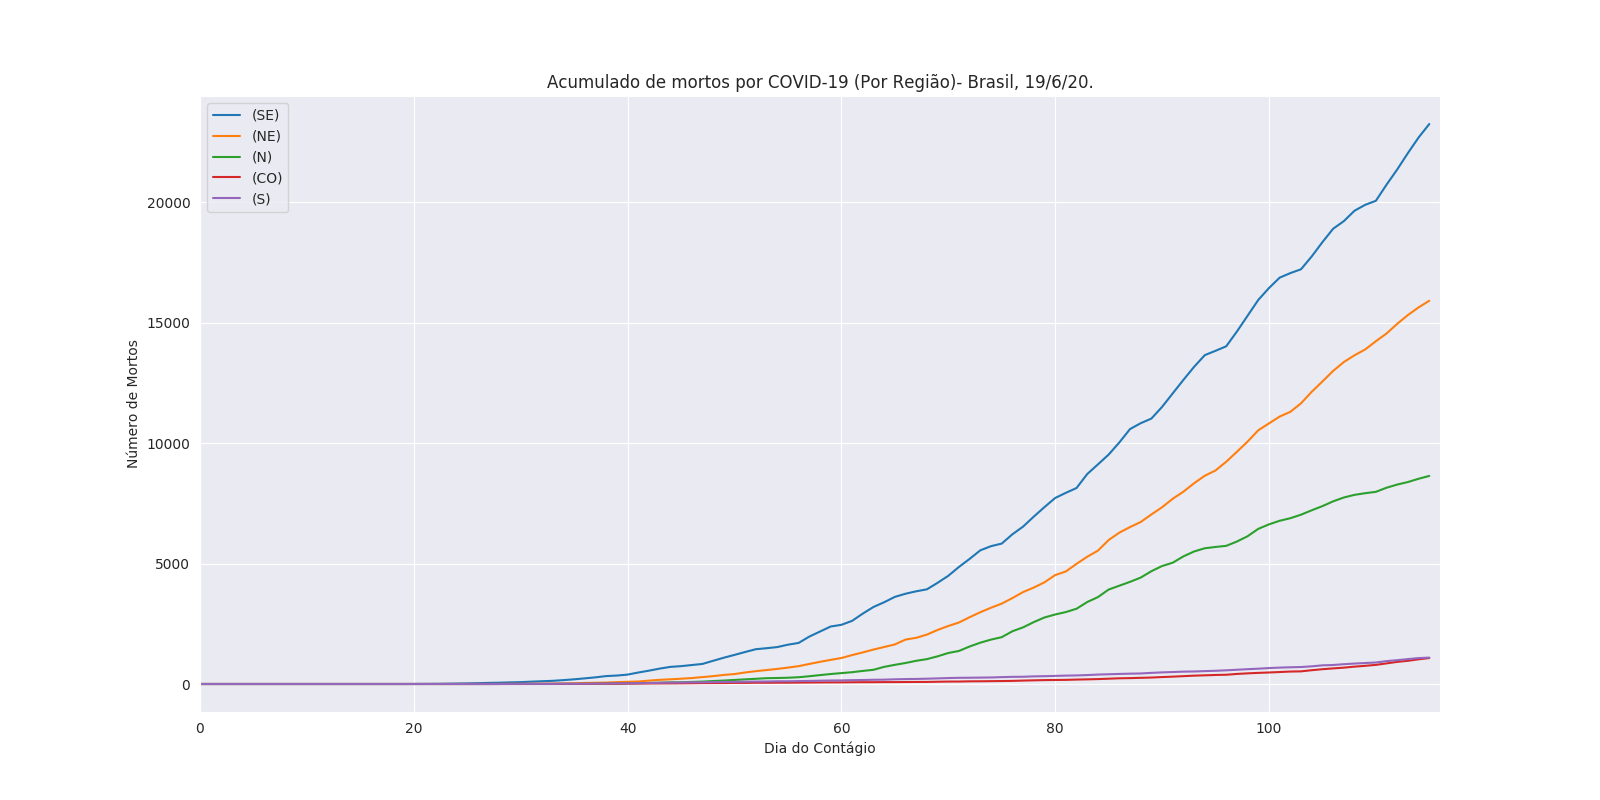 Acumulado de mortos por COVID-19 (Por Região)- Brasil, 19/6/20.
(SE)
(NE)
(N)
(CO)
(S)
20000
15000
10000
5000
0
Número de Mortos
0 20 40 60 80 100
Dia do Contágio